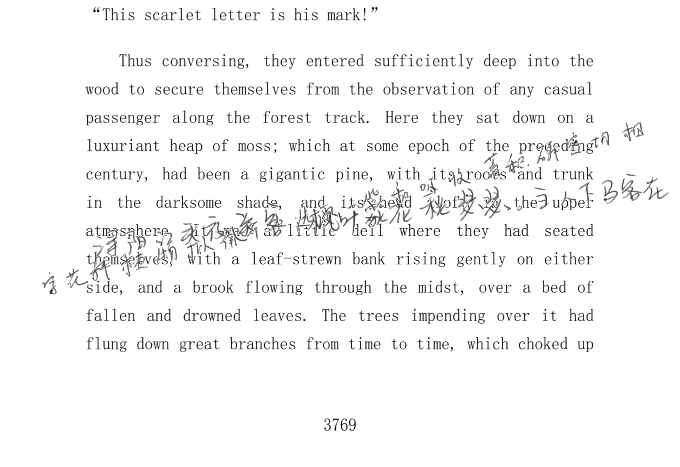 “This scarlet letter is his mark!”
Thus conversing, they entered sufficiently deep into the
wood to secure themselves from the observation of any casual
passenger along the forest track. Here they sat down on a
luxuriant heap of moss; which at some epoch of the preceding
century, had been a gigantic pine, with its roots and trunk
in the darksome shade, and its head aloft in the upper
atmosphere. It was a little dell where they had seated
themselves, with a leaf-strewn bank rising gently on either
side, and a brook flowing through the midst, over a bed of
fallen and drowned leaves. The trees impending over it had
flung down great branches from time to time, which choked up
主人下马客在
3769